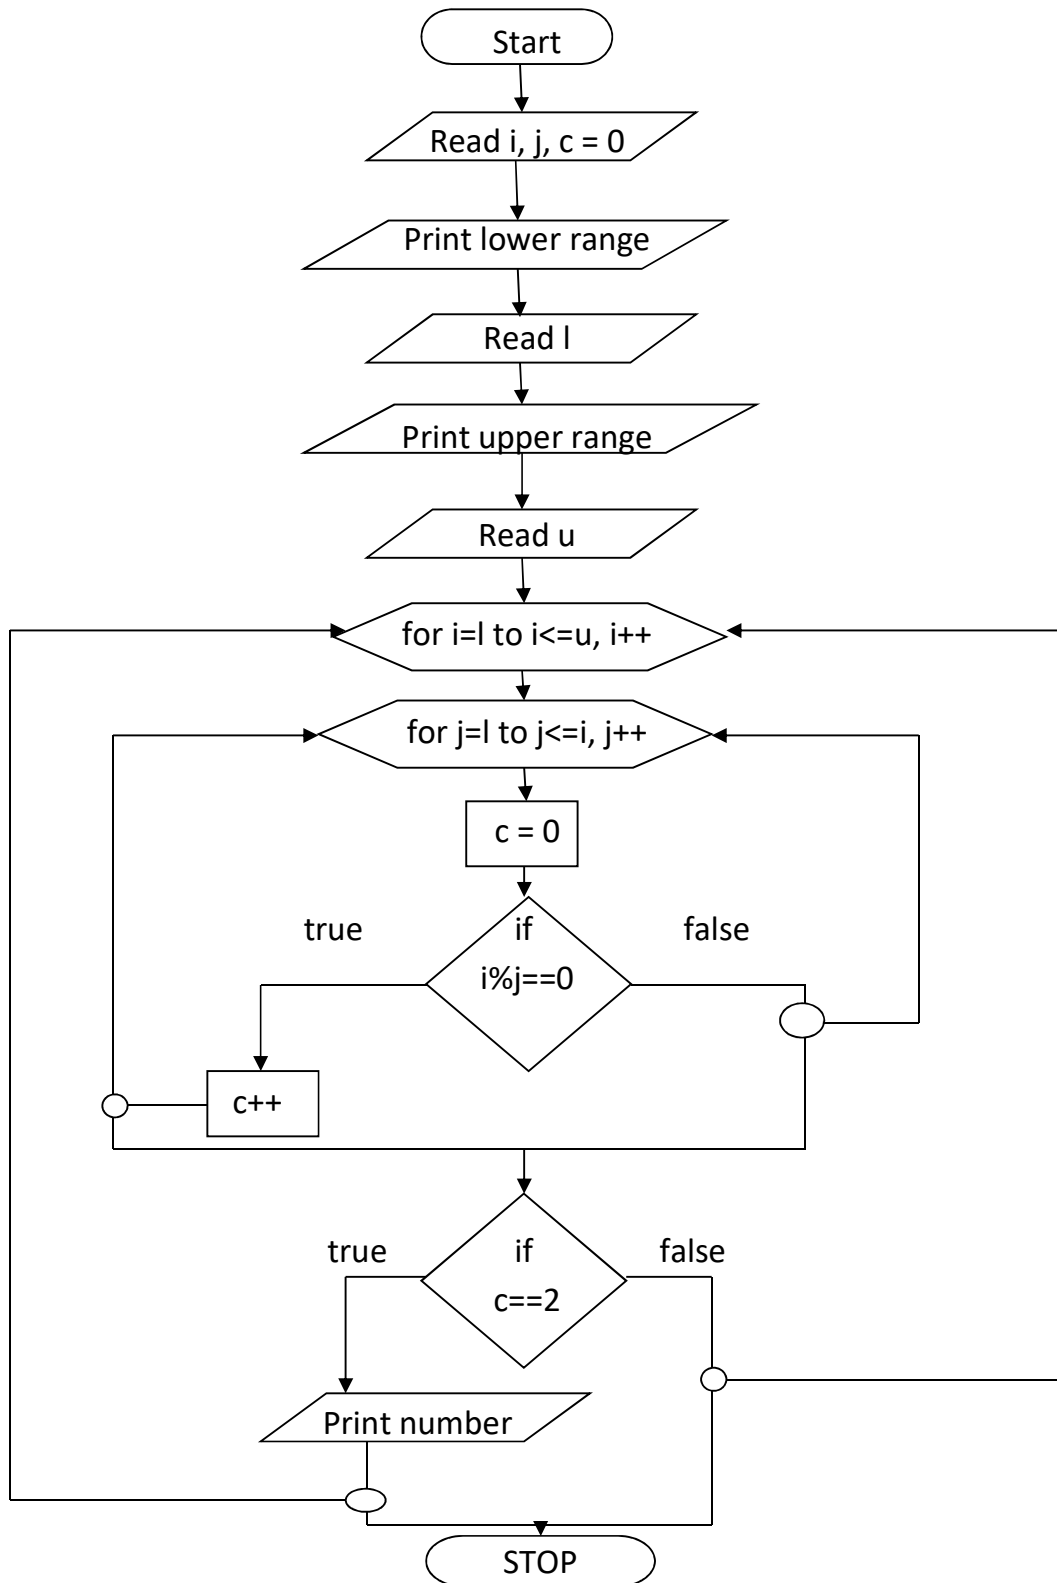 Start
Read i, j, c = 0
Print lower range
Read l
Print upper range
Read u
for i=l to i<=u, i++
for j=l to j<=i, j++
c = 0
true
if
false
i%j==0
c++
true
if
false
c==2
Print number
STOP